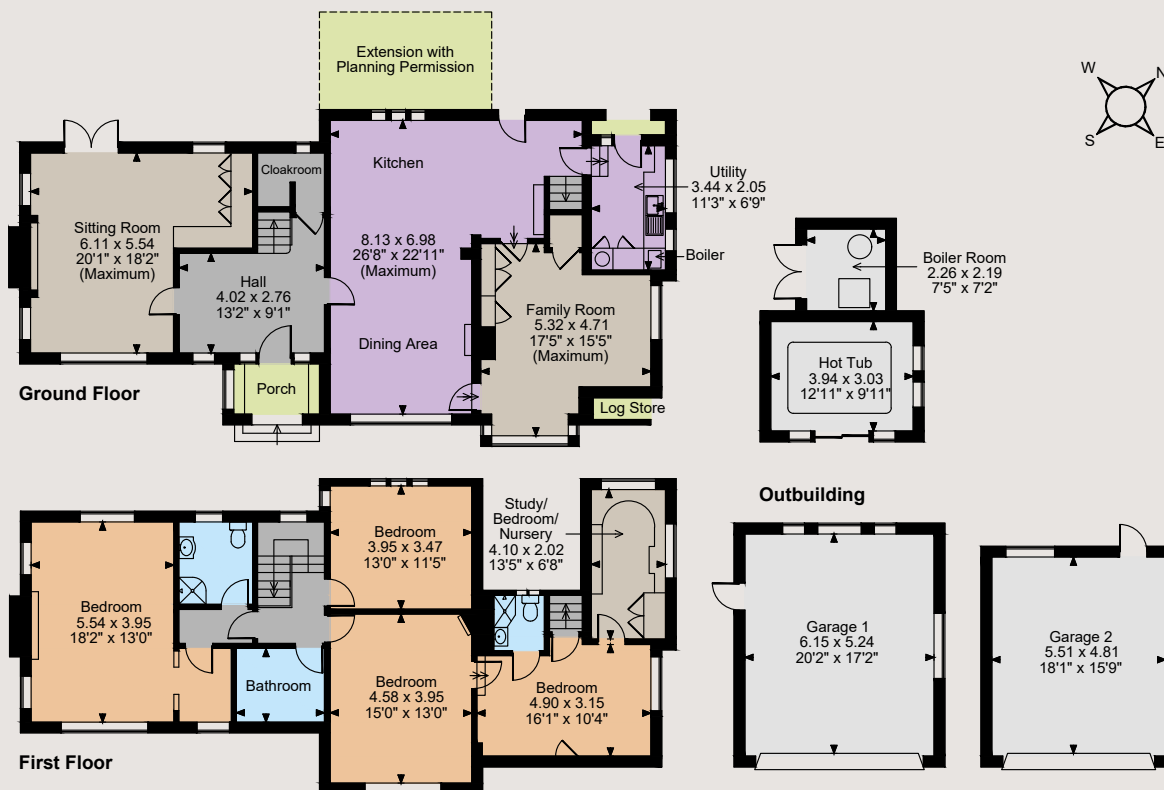 Extension with
Planning Permission
W
N
S
E
Kitchen
Cloakroom
Utility
3.44 x 2.05
11'3" x 6'9"
Sitting Room
6.11 x 5.54
20'1" x 18'2"
(Maximum)
8.13 x 6.98
26'8" x 22'11"
(Maximum)
Boiler
Boiler Room
2.26 x 2.19
7'5" x 7'2"
Hall
4.02 x 2.76
13'2" x 9'1"
Family Room
5.32 x 4.71
17'5" x 15'5"
(Maximum)
Dining Area
Hot Tub
3.94 x 3.03
12'11" x 9'11"
Ground Floor
Porch
Log Store
Outbuilding
Study/
Bedroom/
Nursery
4.10 x 2.02
13'5" x 6'8"
Bedroom
3.95 x 3.47
13'0" x 11'5"
Bedroom
5.54 x 3.95
18'2" x 13'0"
Garage 1
6.15 x 5.24
20'2" x 17'2"
Garage 2
5.51 x 4.81
18'1" x 15'9"
Bathroom
Bedroom
4.58 x 3.95
15'0" x 13'0"
Bedroom
4.90 x 3.15
16'1" x 10'4"
First Floor